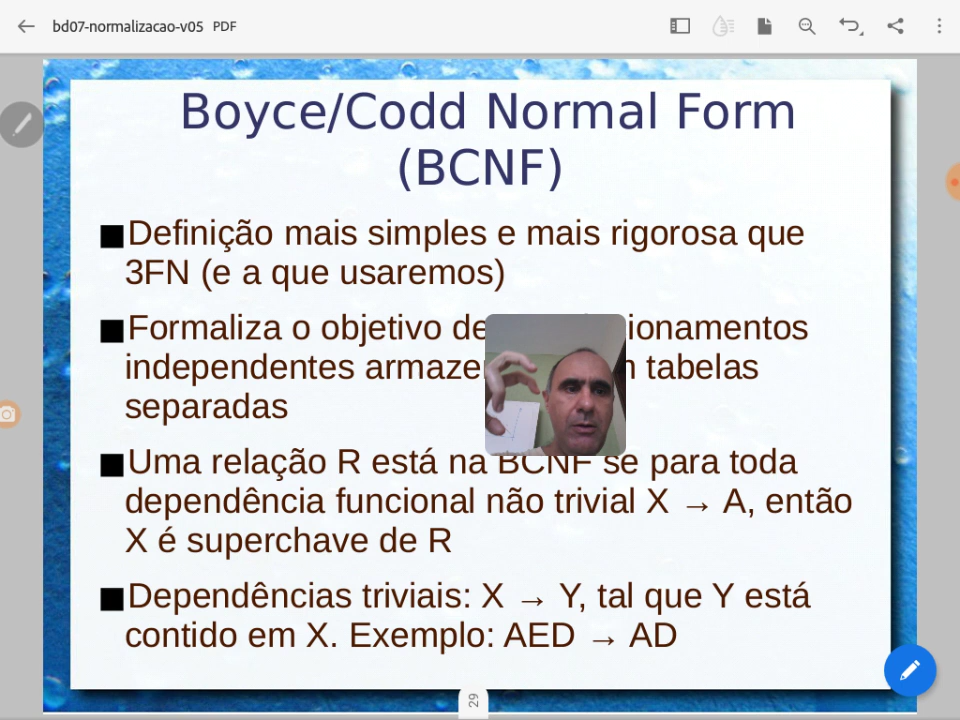 bd07-normalizacao-v05 PDF
Boyce/Codd Normal Form
(BCNF)
Definição mais simples e mais rigorosa que
3FN (e a que usaremos)
Formaliza o objetivo de
independentes tabelas
separadas
Uma relação R está na BCNF se para toda
dependência funcional não trivial X → A, então
X é superchave de R
Dependências triviais: X → Y, tal que Y está
contido em X. Exemplo: AED → AD
29